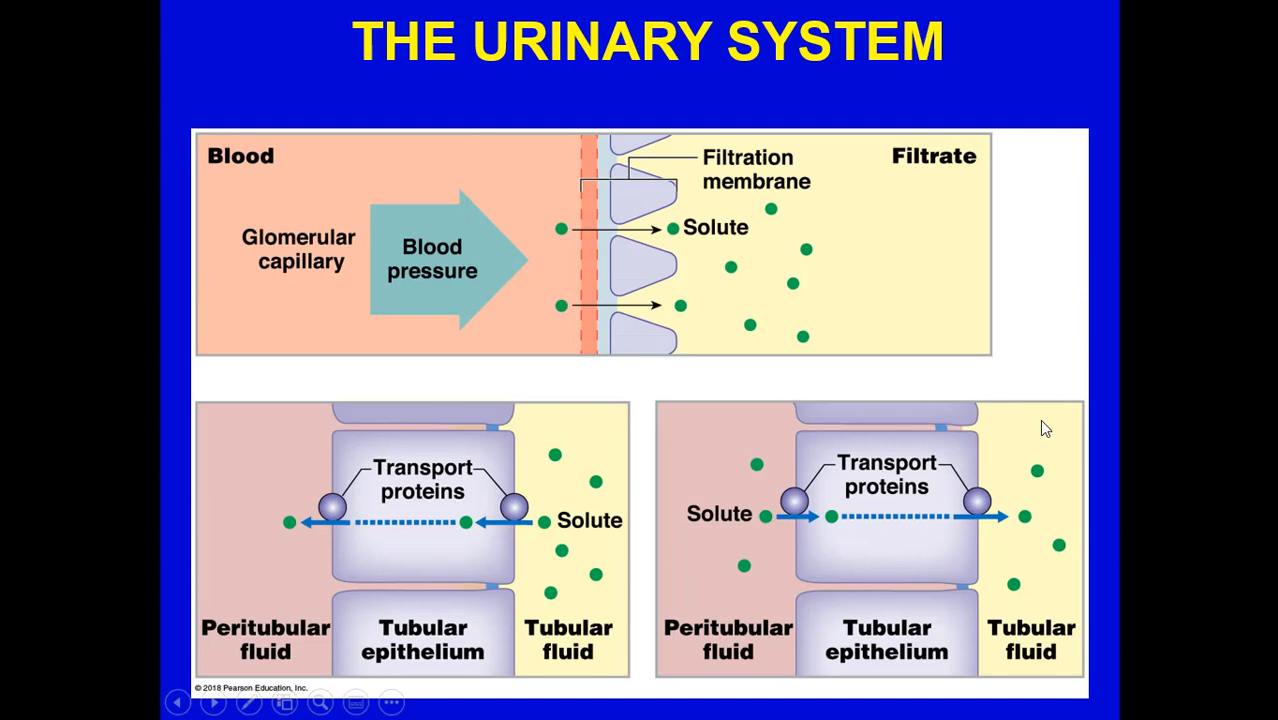 THE URINARY SYSTEM
Blood
Filtration
membrane
Filtrate
Glomerular
capillary
Blood
pressure
Solute
Transport
proteins
Solute
Peritubular
fluid
Tubular
epithelium
Tubular
fluid
Transport
proteins
Solute
Peritubular
fluid
Tubular
epithelium
Tubular
fluid
© 2018 Pearson Education, Inc.